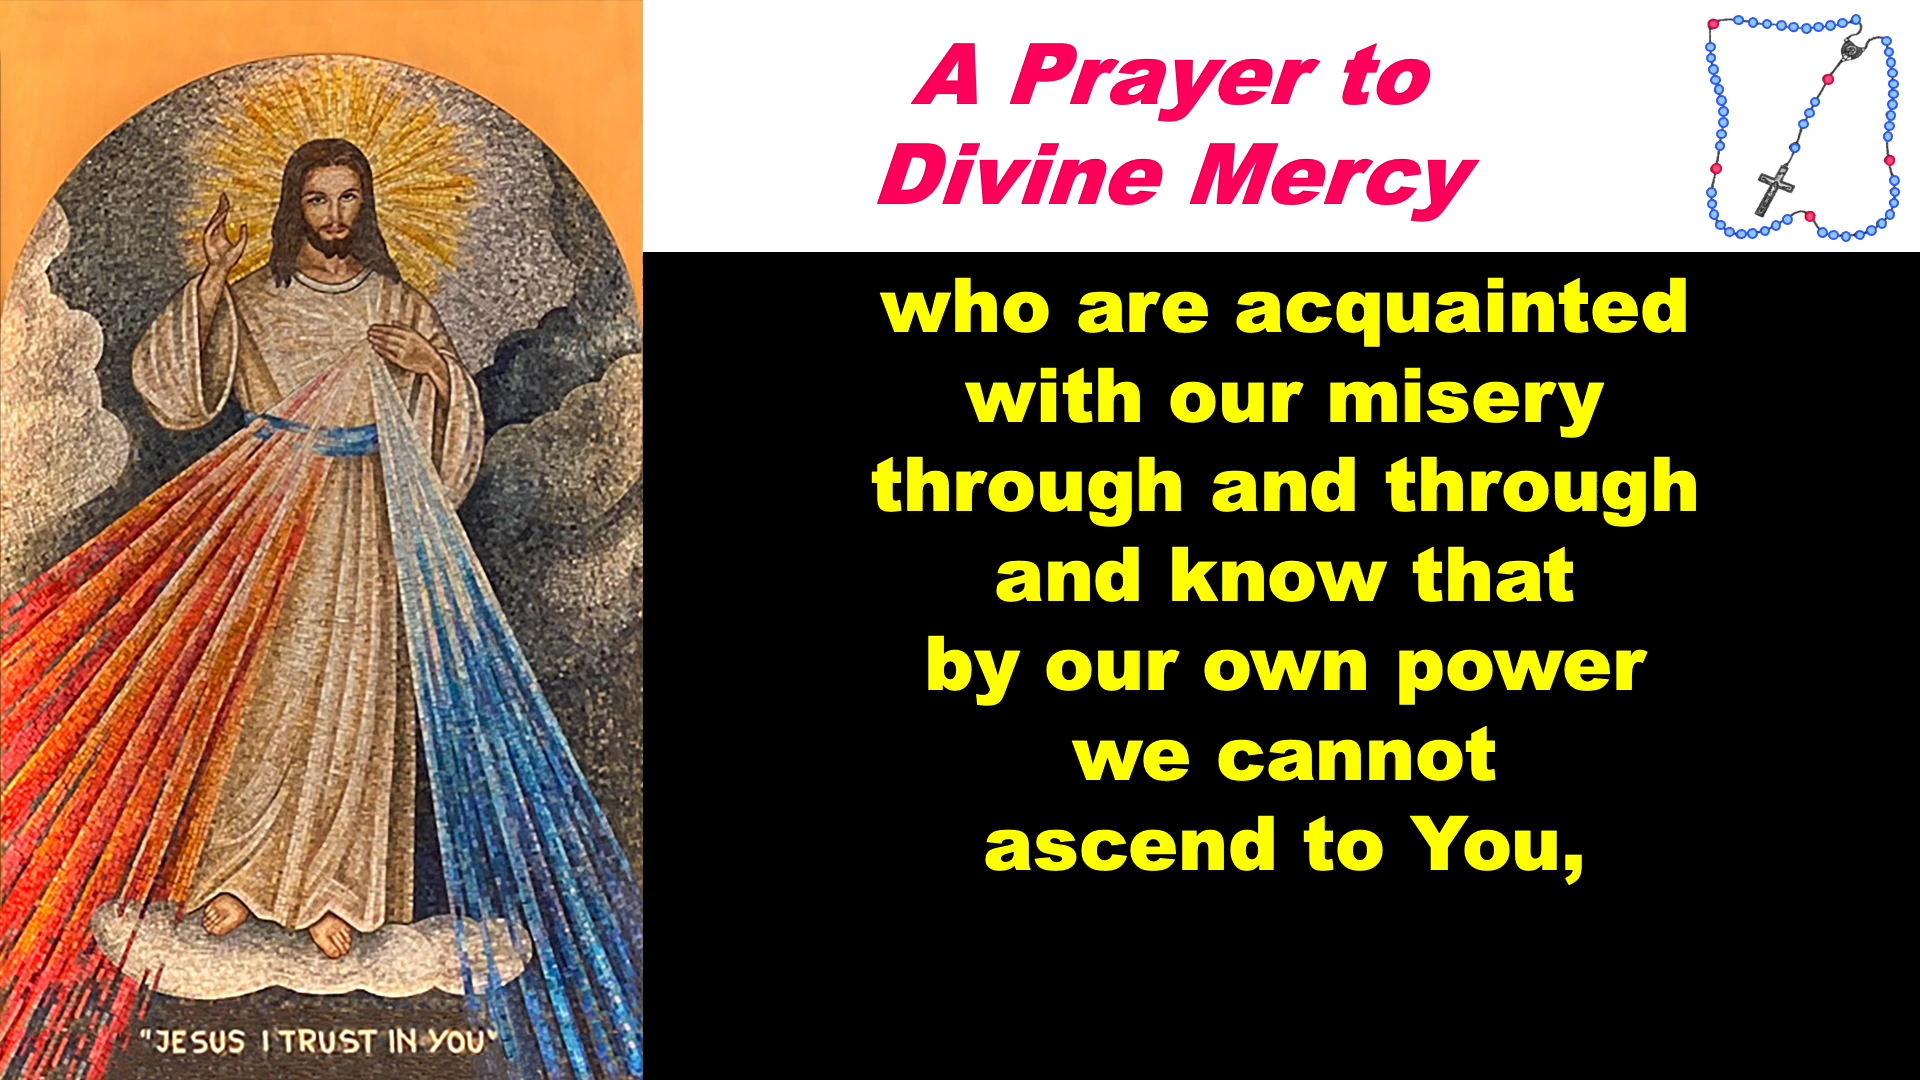 A Prayer to
Divine Mercy
who are acquainted
with our misery
through and through
and know that
by our own power
we cannot
ascend to You,
"JESUS I TRUST IN YOU"